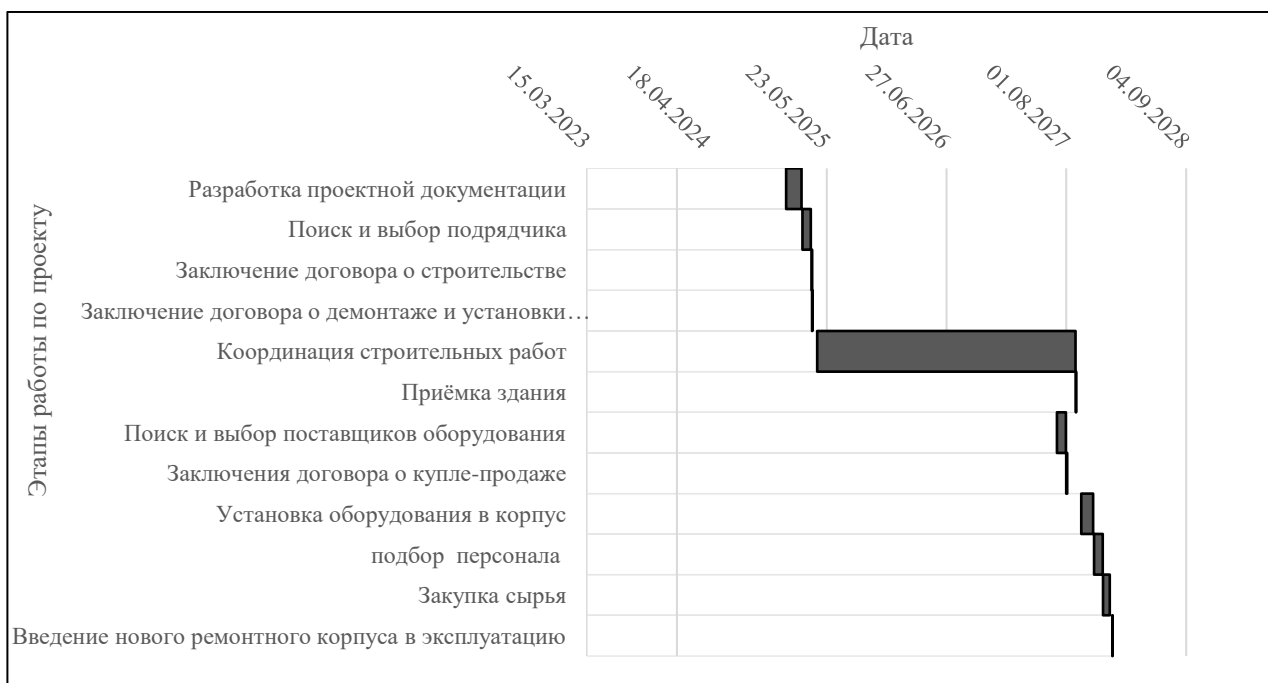 Дата
15.03.2023
18.04.2024
23.05.2025
27.06.2026
01.08.2027
04.09.2028
Этапы работы по проекту
Разработка проектной документации
Поиск и выбор подрядчика
Заключение договора о строительстве
Заключение договора о демонтаже и установки…
Координация строительных работ
Приёмка здания
Поиск и выбор поставщиков оборудования
Заключения договора о купле-продаже
Установка оборудования в корпус
подбор персонала
Закупка сырья
Введение нового ремонтного корпуса в эксплуатацию